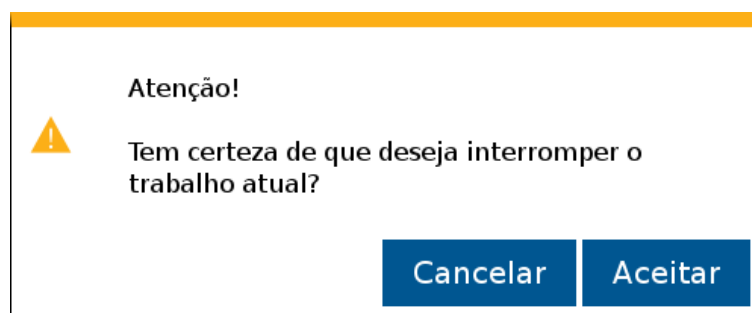 Atenção!
Tem certeza de que deseja interromper o
trabalho atual?
Cancelar Aceitar